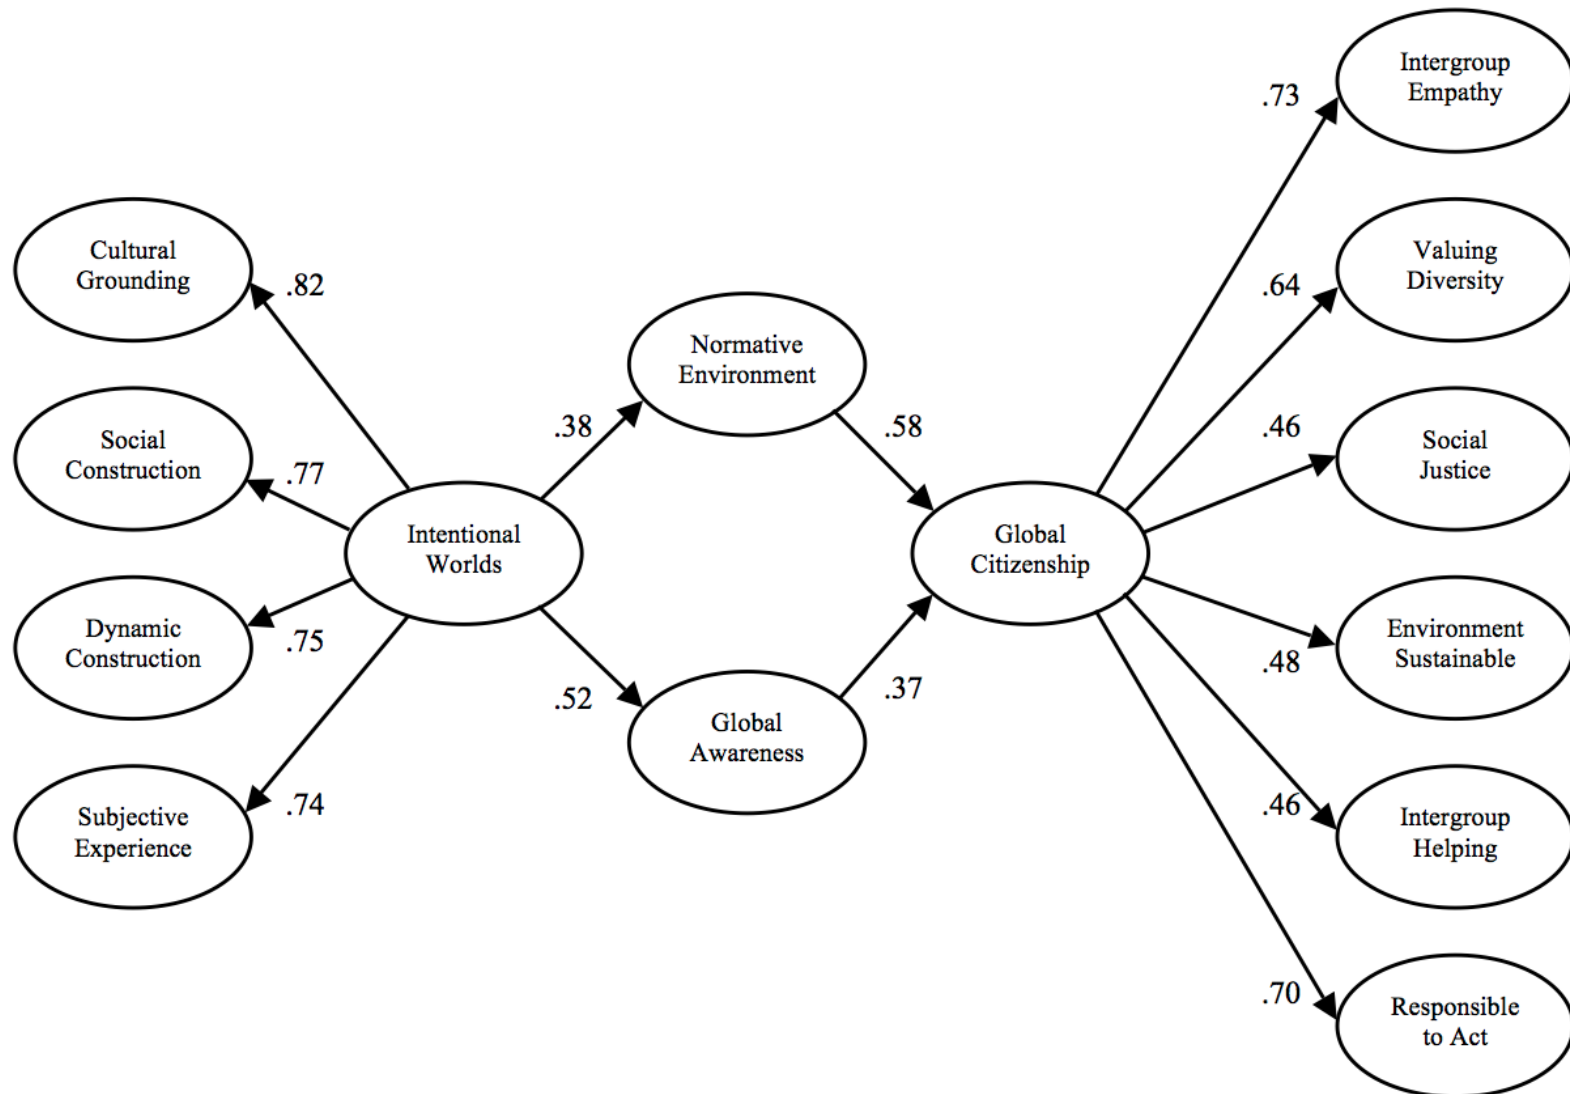 Intergroup
Empathy
.73
Cultural
Grounding
.82
Valuing
Diversity
.64
Normative
Environment
.38
.58
Social
Construction
.77
Social
Justice
.46
Intentional
Worlds
Global
Citizenship
Dynamic
Construction
.75
Environment
Sustainable
.48
.52
.37
Global
Awareness
Subjective
Experience
.74
Intergroup
Helping
.46
Responsible
to Act
.70